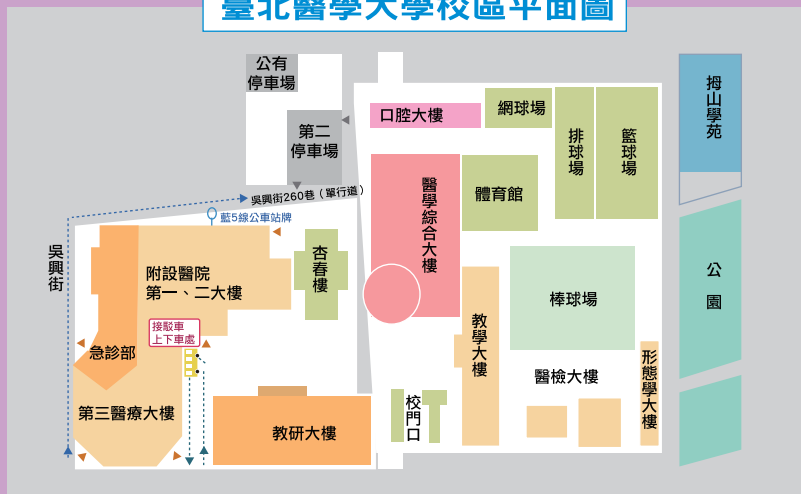 臺北醫學大學校區平面圖
公有
停車場
第二
停車場
口腔大樓
網球場
排球場
籃球場
拇山學苑
吳興街260巷（單行道）
藍5線公車站牌
醫學綜合大樓
體育館
吳興街
附設醫院
第一、二大樓
杏春樓
棒球場
公園
接駁車
上下車處
急診部
教學大樓
醫檢大樓
形態學大樓
第三醫療大樓
教研大樓
校門口